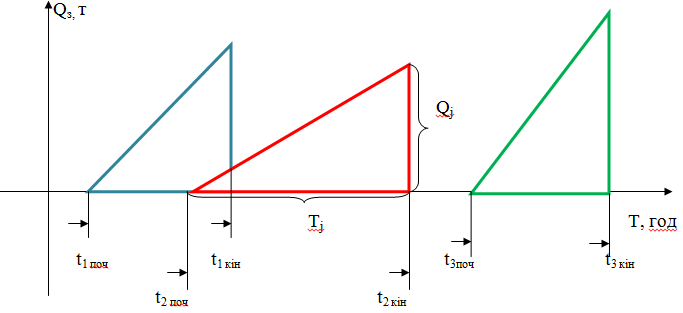 Qз, т
Qj
Tj
Т, год
t1 поч
t1 кін
t3поч
t3 кін
t2 поч
t2 кін